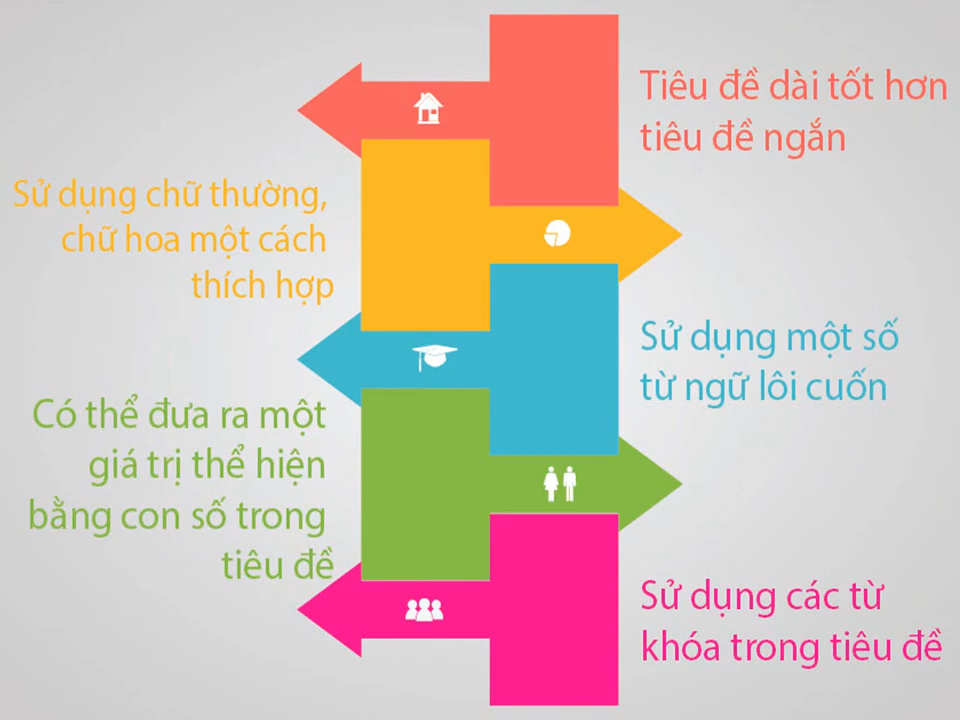 Tiêu đề dài tốt hơn
tiêu đề ngắn
Sử dụng chữ thường,
chữ hoa một cách
thích hợp
Sử dụng một số
từ ngữ lôi cuốn
Có thể đưa ra một
giá trị thể hiện
bằng con số trong
tiêu đề
Sử dụng các từ
khóa trong tiêu đề